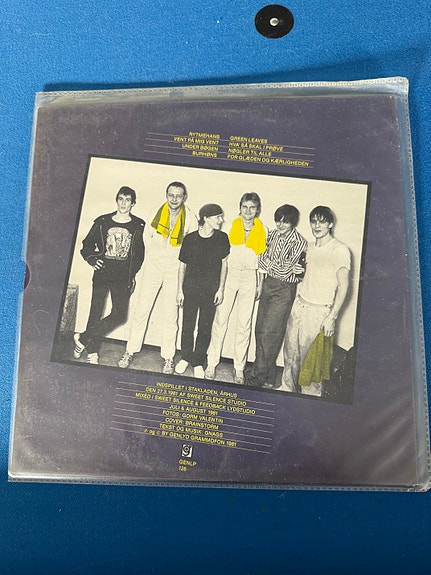 RYTMEHANS GREEN LEAVES
VENT PÅ MIG VENT HVA' SÅ SKAL I PRØVE
UNDER BØGEN NØGLER TIL ALLE
BURHØNS FOR GLÆDEN OG KÆRLIGHEDEN
INDSPILLET I STAKLADEN, ÅRHUS
DEN 27.3.1981 AF SWEET SILENCE STUDIO
MIXED I SWEET SILENCE & FEEDBACK LYDSTUDIO
JULI & AUGUST 1981
FOTOS: GORM VALENTIN
COVER: BRAINSTORM
TEKST OG MUSIK: GNAGS
P og © BY GENLYD GRAMMOFON 1981
GENLP
126